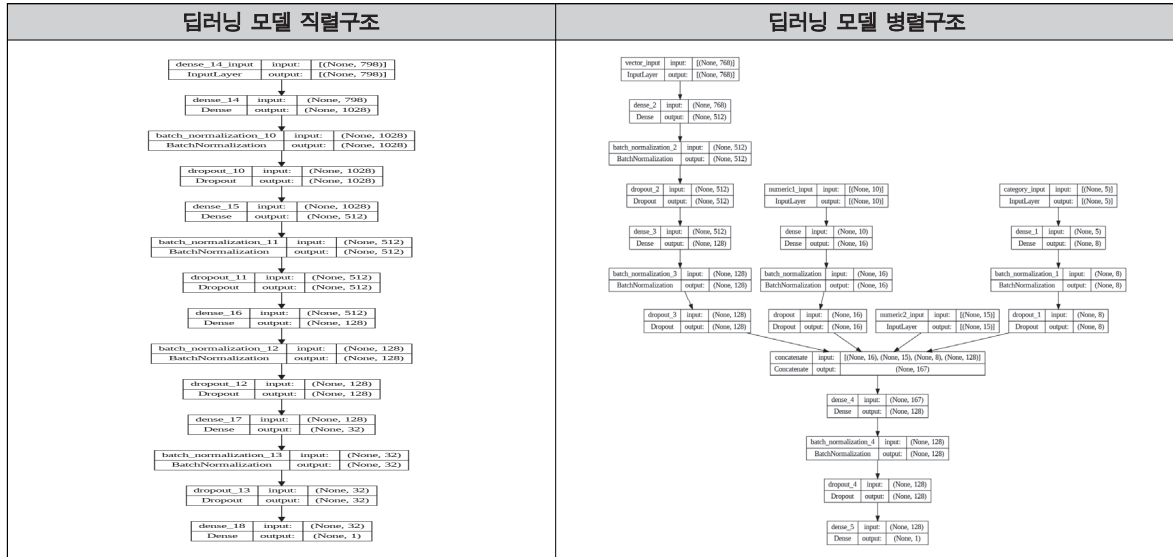 딥러닝 모델 직렬구조
dense_14_input input: [(None, 798)]
InputLayer output: [(None, 798)]
dense_14 input: (None, 798)
Dense output: (None, 1028)
batch_normalization_10 input: (None, 1028)
BatchNormalization output: (None, 1028)
dropout_10 input: (None, 1028)
Dropout output: (None, 1028)
dense_15 input: (None, 1028)
Dense output: (None, 512)
batch_normalization_11 input: (None, 512)
BatchNormalization output: (None, 512)
dropout_11 input: (None, 512)
Dropout output: (None, 512)
dense_16 input: (None, 512)
Dense output: (None, 128)
batch_normalization_12 input: (None, 128)
BatchNormalization output: (None, 128)
dropout_12 input: (None, 128)
Dropout output: (None, 128)
dense_17 input: (None, 128)
Dense output: (None, 32)
batch_normalization_13 input: (None, 32)
BatchNormalization output: (None, 32)
dropout_13 input: (None, 32)
Dropout output: (None, 32)
dense_18 input: (None, 32)
Dense output: (None, 1)
딥러닝 모델 병렬구조
vector_input input: [(None, 768)]
InputLayer output: [(None, 768)]
dense_2 input: (None, 768)
Dense output: (None, 512)
batch_normalization_2 input: (None, 512)
BatchNormalization output: (None, 512)
dropout_2 input: (None, 512)
Dropout output: (None, 512)
numeric1_input input: [(None, 10)]
InputLayer output: [(None, 10)]
category_input input: [(None, 5)]
InputLayer output: [(None, 5)]
dense_3 input: (None, 512)
Dense output: (None, 128)
dense input: (None, 10)
Dense output: (None, 16)
dense_1 input: (None, 5)
Dense output: (None, 8)
batch_normalization_3 input: (None, 128)
BatchNormalization output: (None, 128)
batch_normalization input: (None, 16)
BatchNormalization output: (None, 16)
batch_normalization_1 input: (None, 8)
BatchNormalization output: (None, 8)
dropout_3 input: (None, 128)
Dropout output: (None, 128)
dropout input: (None, 16)
Dropout output: (None, 16)
numeric2_input input: [(None, 15)]
InputLayer output: [(None, 15)]
dropout_1 input: (None, 8)
Dropout output: (None, 8)
concatenate input: [(None, 16), (None, 15), (None, 8), (None, 128)]
Concatenate output: (None, 167)
dense_4 input: (None, 167)
Dense output: (None, 128)
batch_normalization_4 input: (None, 128)
BatchNormalization output: (None, 128)
dropout_4 input: (None, 128)
Dropout output: (None, 128)
dense_5 input: (None, 128)
Dense output: (None, 1)